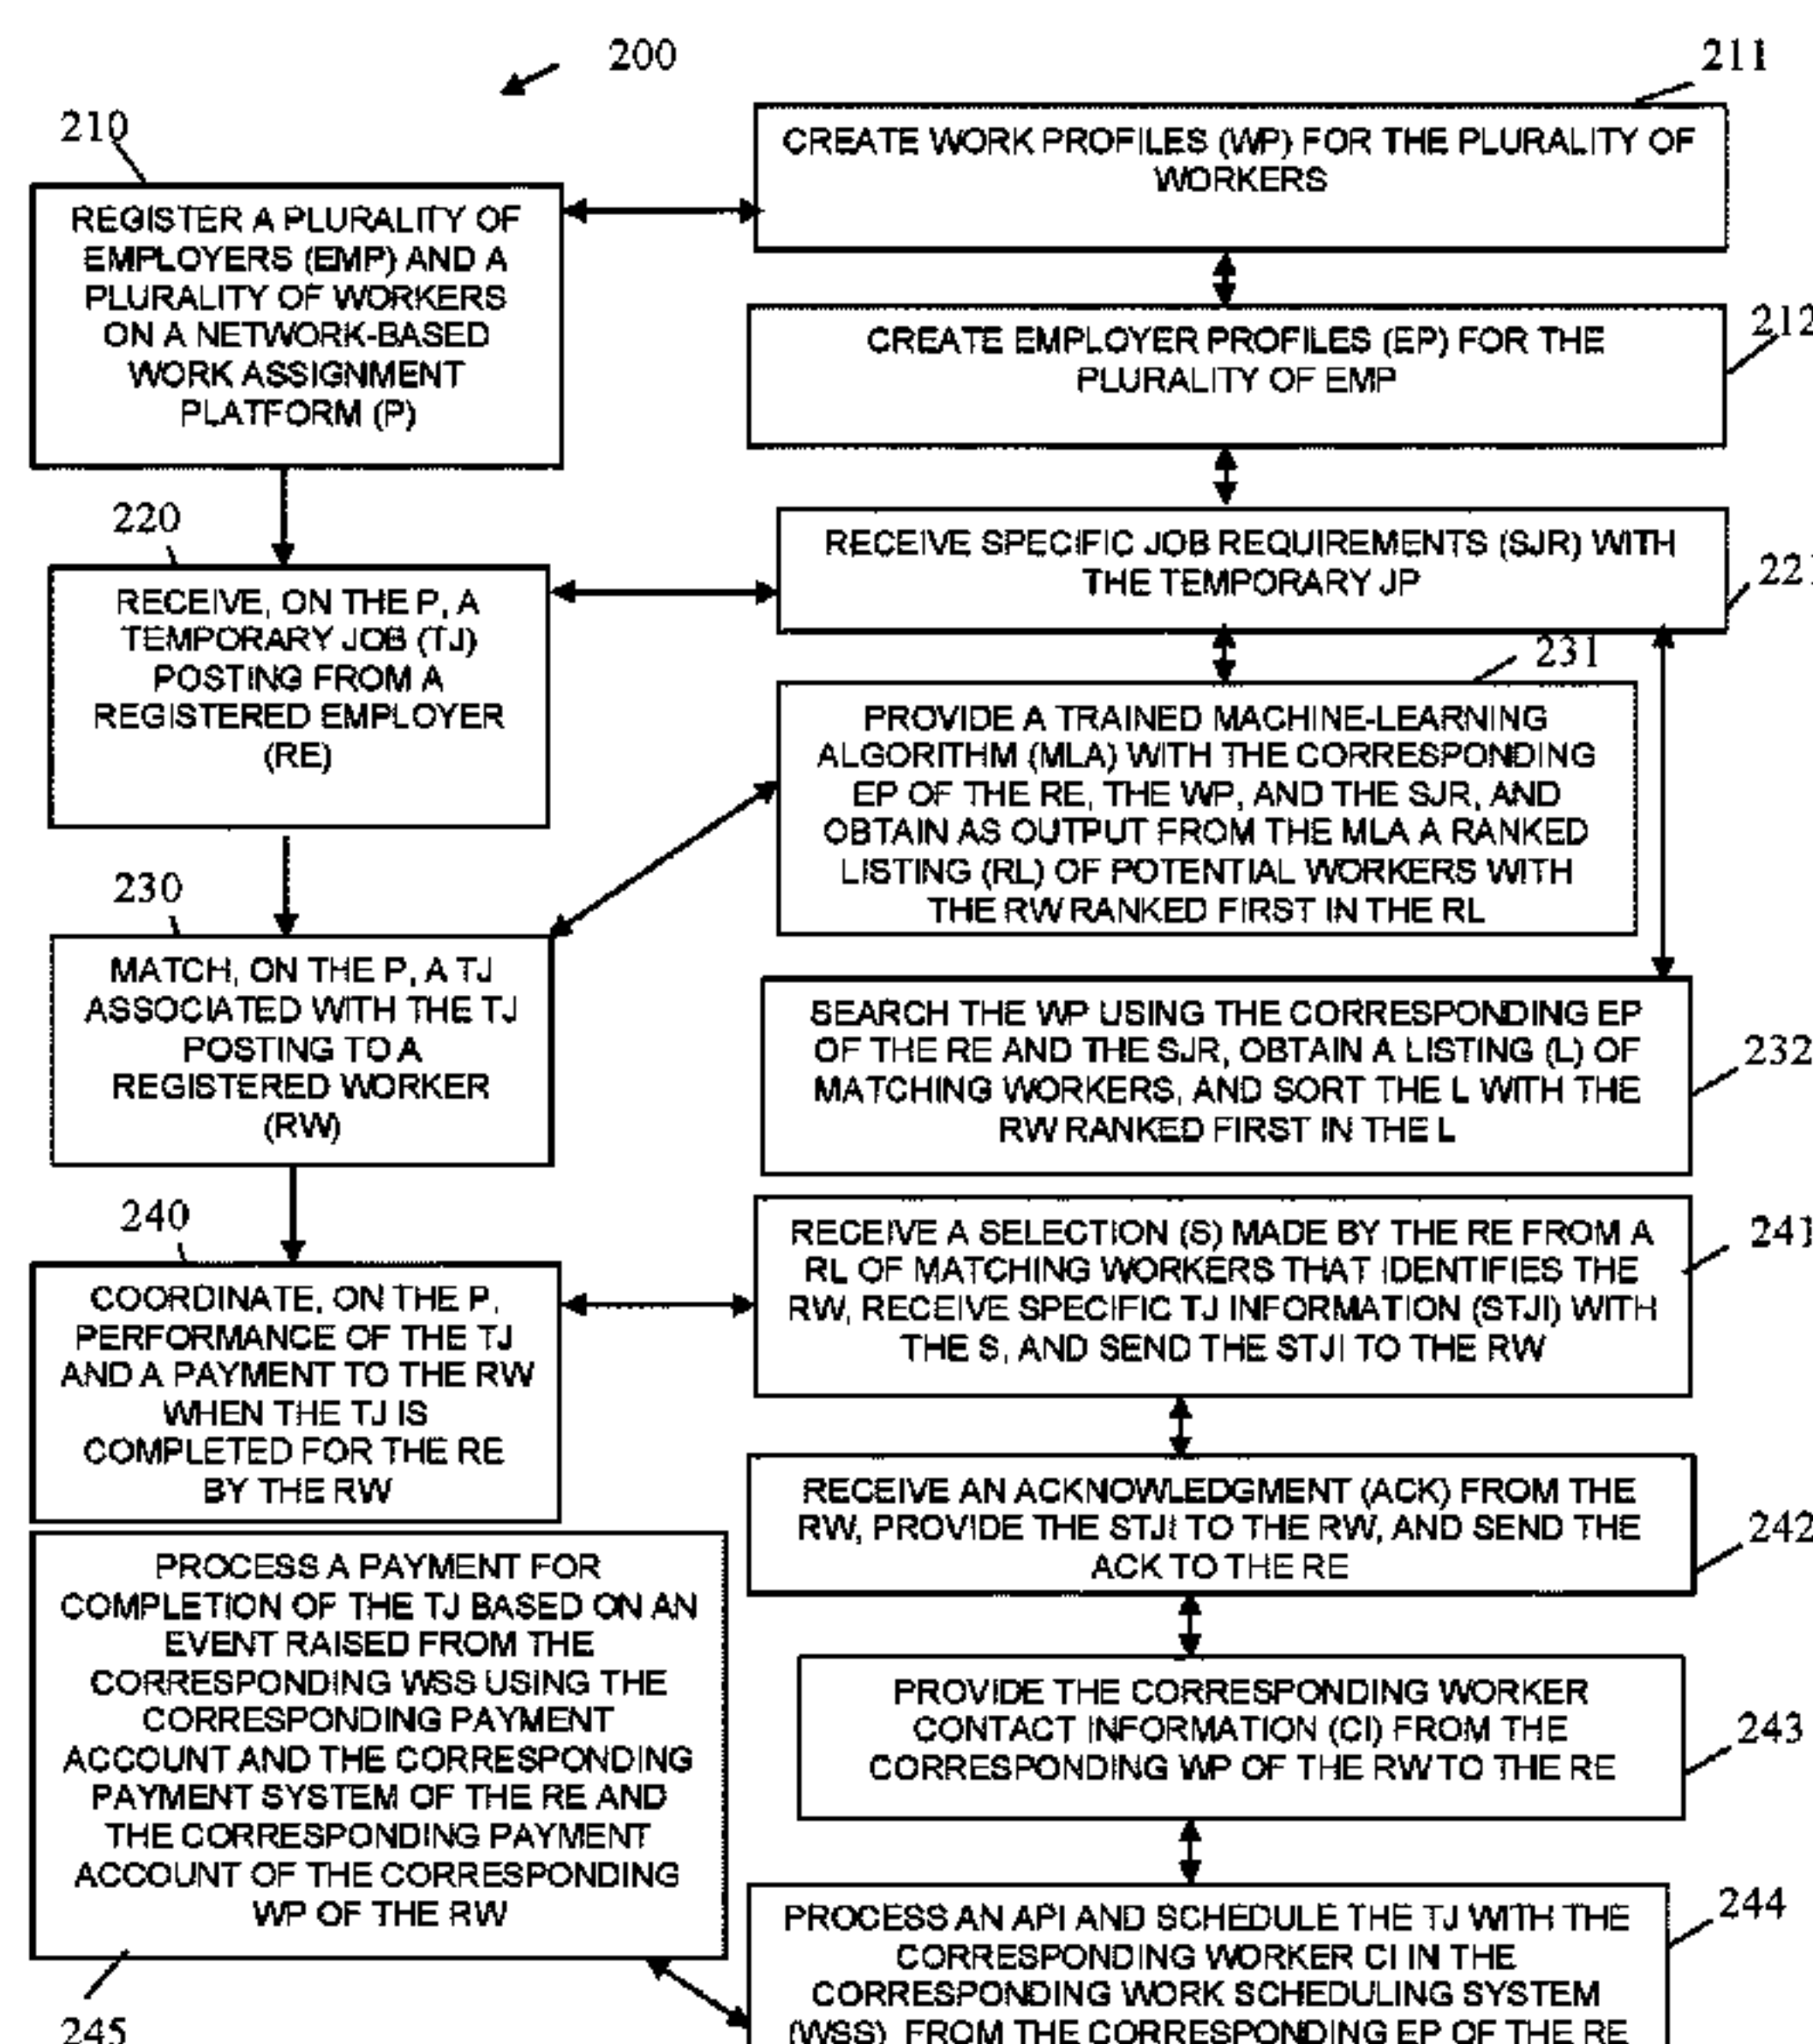 200
211
210
CREATE WORK PROFILES (WP) FOR THE PLURALITY OF
WORKERS
REGISTER A PLURALITY OF
EMPLOYERS (EMP) AND A
PLURALITY OF WORKERS
ON A NETWORK-BASED
WORK ASSIGNMENT
PLATFORM (P)
212
CREATE EMPLOYER PROFILES (EP) FOR THE
PLURALITY OF EMP
220
RECEIVE SPECIFIC JOB REQUIREMENTS (SJR) WITH
THE TEMPORARY JP
221
RECEIVE, ON THE P, A
TEMPORARY JOB (TJ)
POSTING FROM A
REGISTERED EMPLOYER
(RE)
231
PROVIDE A TRAINED MACHINE-LEARNING
ALGORITHM (MLA) WITH THE CORRESPONDING
EP OF THE RE, THE WP, AND THE SJR, AND
OBTAIN AS OUTPUT FROM THE MLA A RANKED
LISTING (RL) OF POTENTIAL WORKERS WITH
THE RW RANKED FIRST IN THE RL
230
MATCH, ON THE P, A TJ
ASSOCIATED WITH THE TJ
POSTING TO A
REGISTERED WORKER
(RW)
SEARCH THE WP USING THE CORRESPONDING EP
OF THE RE AND THE SJR, OBTAIN A LISTING (L) OF
MATCHING WORKERS, AND SORT THE L WITH THE
RW RANKED FIRST IN THE L
232
240
COORDINATE, ON THE P,
PERFORMANCE OF THE TJ
AND A PAYMENT TO THE RW
WHEN THE TJ IS
COMPLETED FOR THE RE
BY THE RW
RECEIVE A SELECTION (S) MADE BY THE RE FROM A
RL OF MATCHING WORKERS THAT IDENTIFIES THE
RW, RECEIVE SPECIFIC TJ INFORMATION (STJI) WITH
THE S, AND SEND THE STJI TO THE RW
241
RECEIVE AN ACKNOWLEDGMENT (ACK) FROM THE
RW, PROVIDE THE STJI TO THE RW, AND SEND THE
ACK TO THE RE
242
PROCESS A PAYMENT FOR
COMPLETION OF THE TJ BASED ON AN
EVENT RAISED FROM THE
CORRESPONDING WSS USING THE
CORRESPONDING PAYMENT
ACCOUNT AND THE CORRESPONDING
PAYMENT SYSTEM OF THE RE AND
THE CORRESPONDING PAYMENT
ACCOUNT OF THE CORRESPONDING
WP OF THE RW
245
PROVIDE THE CORRESPONDING WORKER
CONTACT INFORMATION (CI) FROM THE
CORRESPONDING WP OF THE RW TO THE RE
243
PROCESS AN API AND SCHEDULE THE TJ WITH THE
CORRESPONDING WORKER CI IN THE
CORRESPONDING WORK SCHEDULING SYSTEM
(WSS) FROM THE CORRESPONDING EP OF THE RE
244